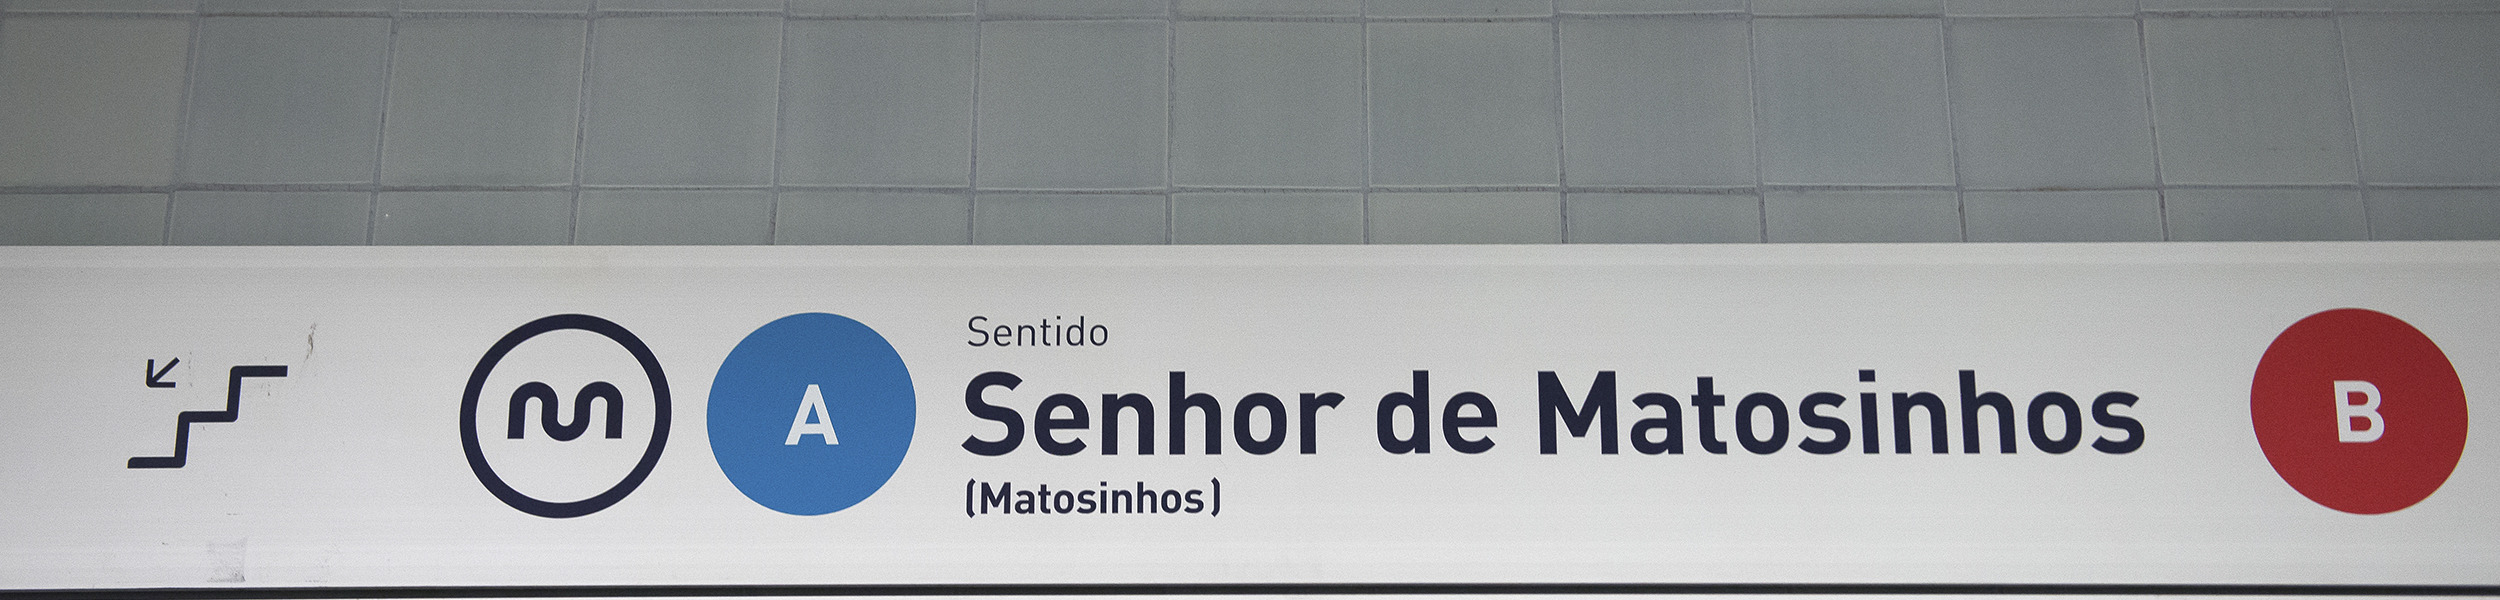 m A
Sentido
Senhor de Matosinhos
(Matosinhos)
B